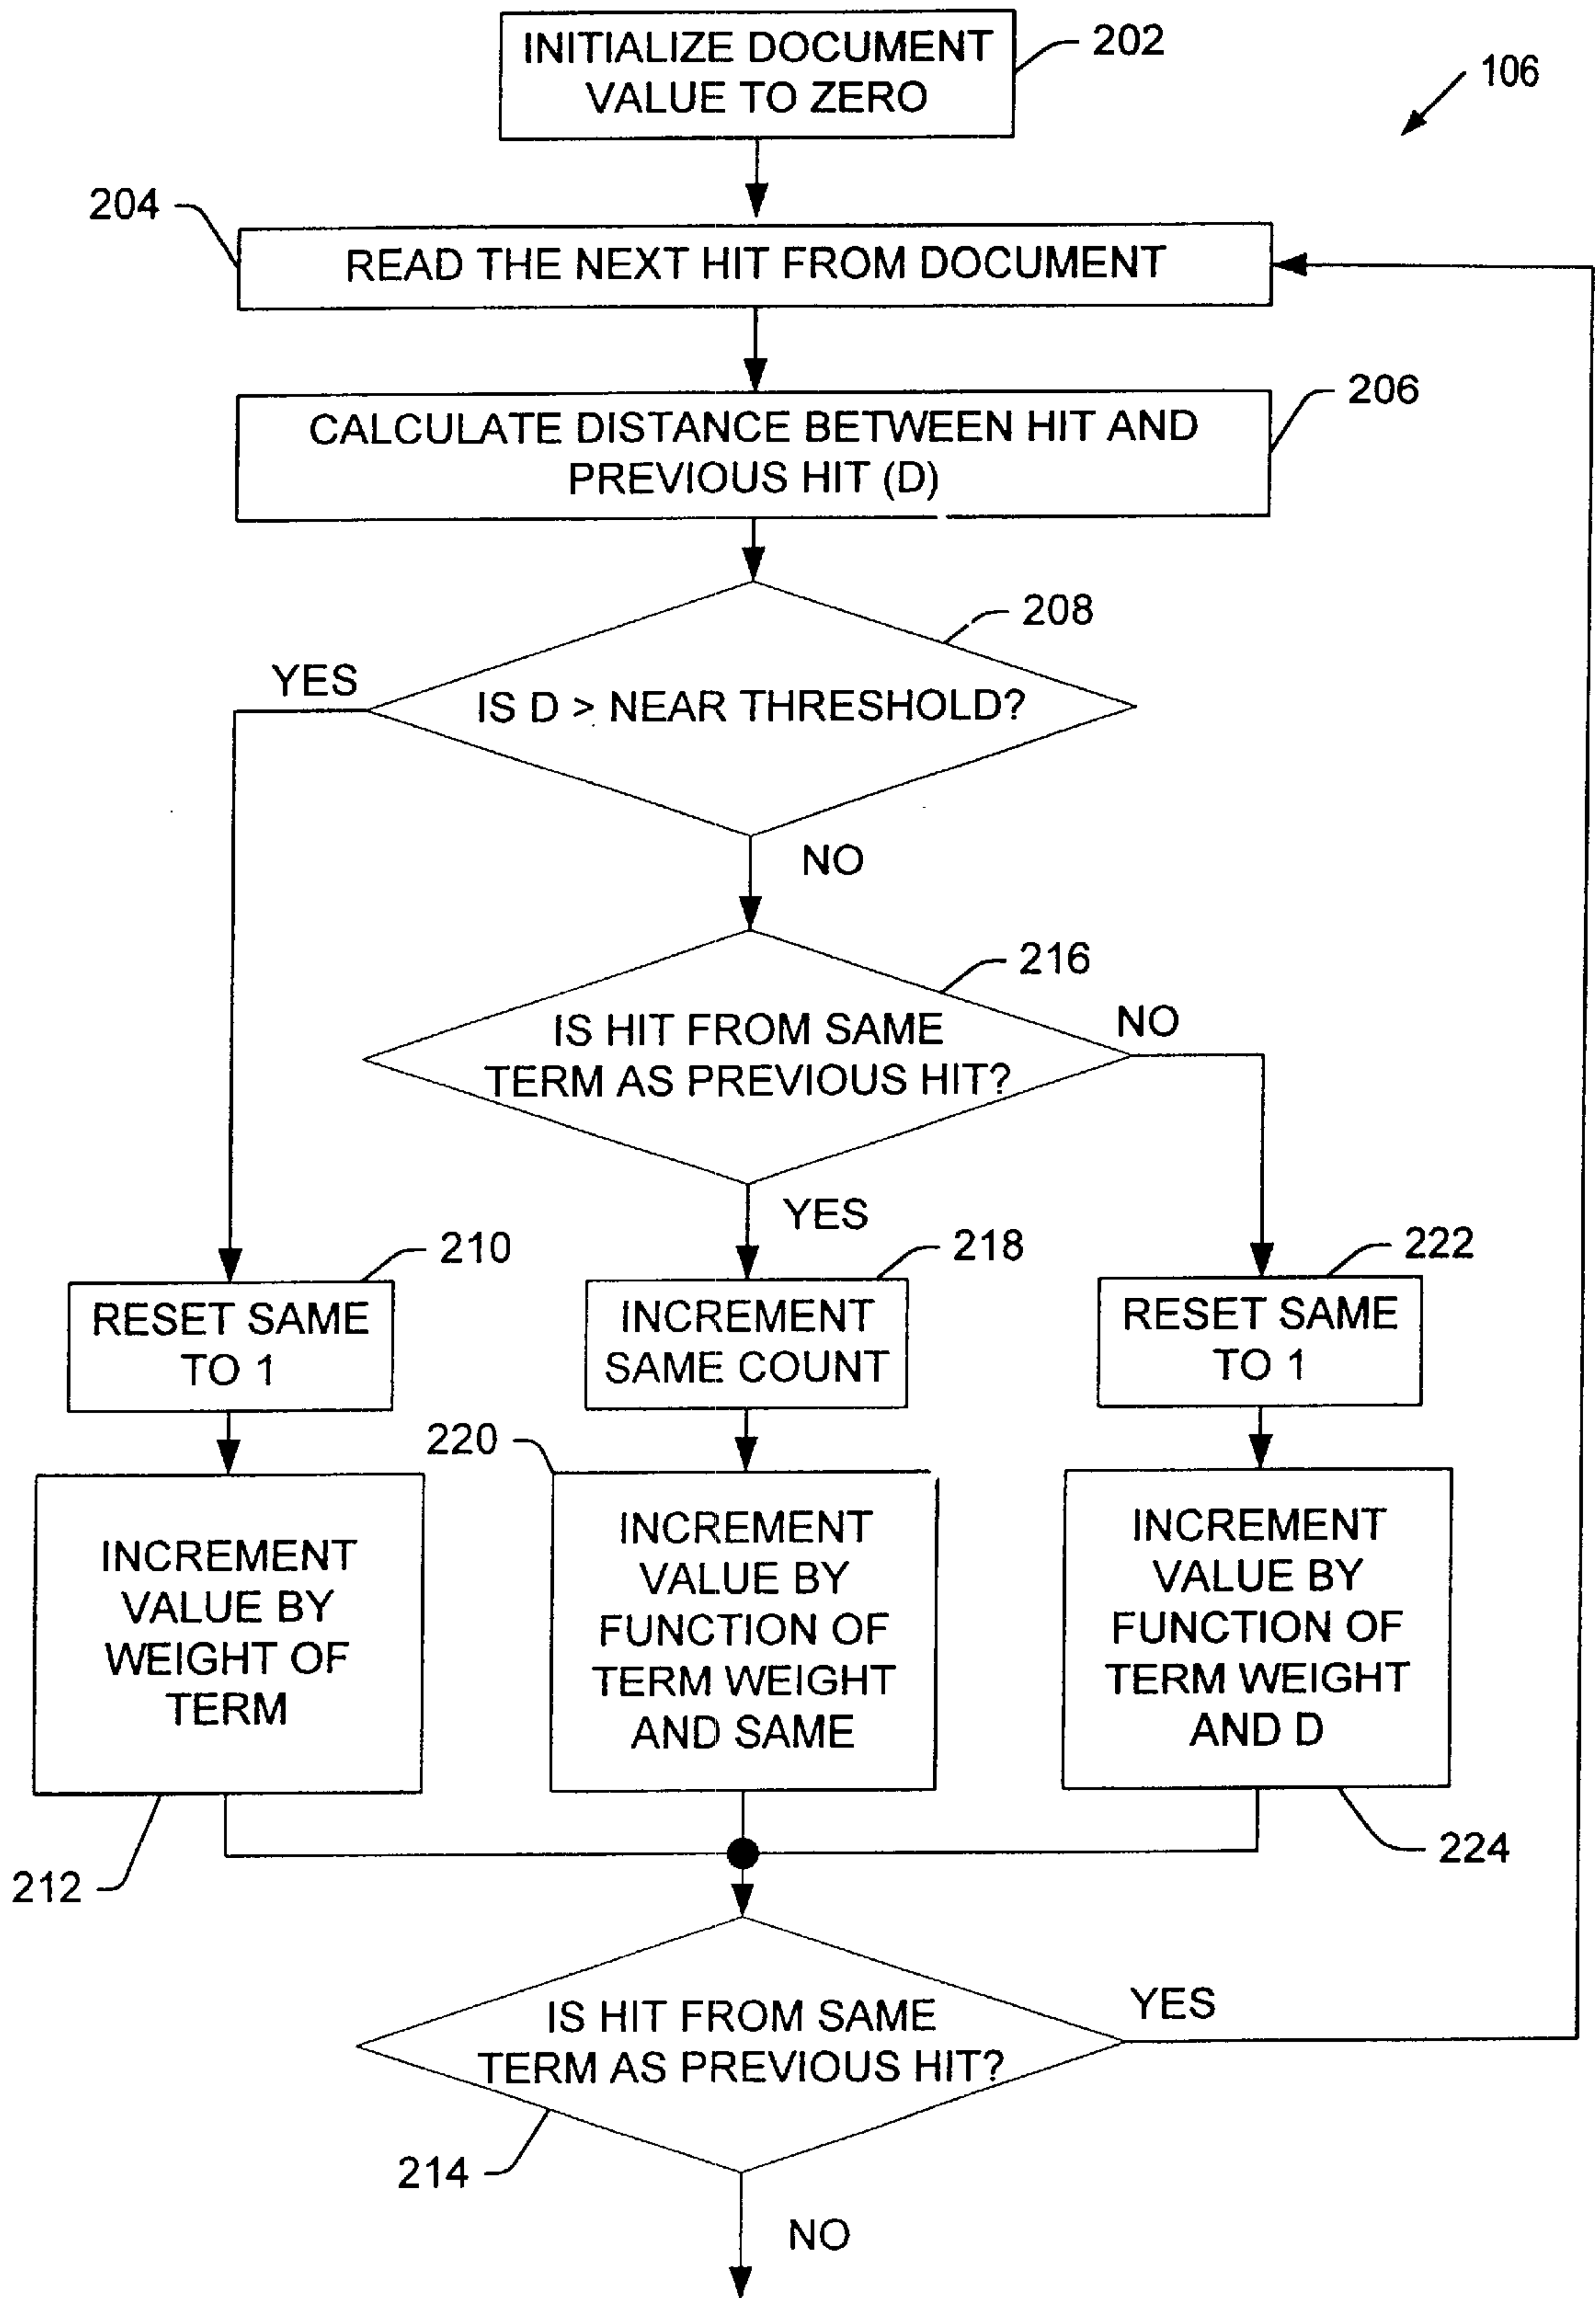 INITIALIZE DOCUMENT
VALUE TO ZERO
202
106
204
READ THE NEXT HIT FROM DOCUMENT
206
CALCULATE DISTANCE BETWEEN HIT AND
PREVIOUS HIT (D)
208
YES
IS D > NEAR THRESHOLD?
NO
216
IS HIT FROM SAME
TERM AS PREVIOUS HIT?
NO
YES
210
218
222
RESET SAME
TO 1
INCREMENT
SAME COUNT
RESET SAME
TO 1
220
INCREMENT
VALUE BY
WEIGHT OF
TERM
INCREMENT
VALUE BY
FUNCTION OF
TERM WEIGHT
AND SAME
INCREMENT
VALUE BY
FUNCTION OF
TERM WEIGHT
AND D
212
224
IS HIT FROM SAME
TERM AS PREVIOUS HIT?
YES
214
NO